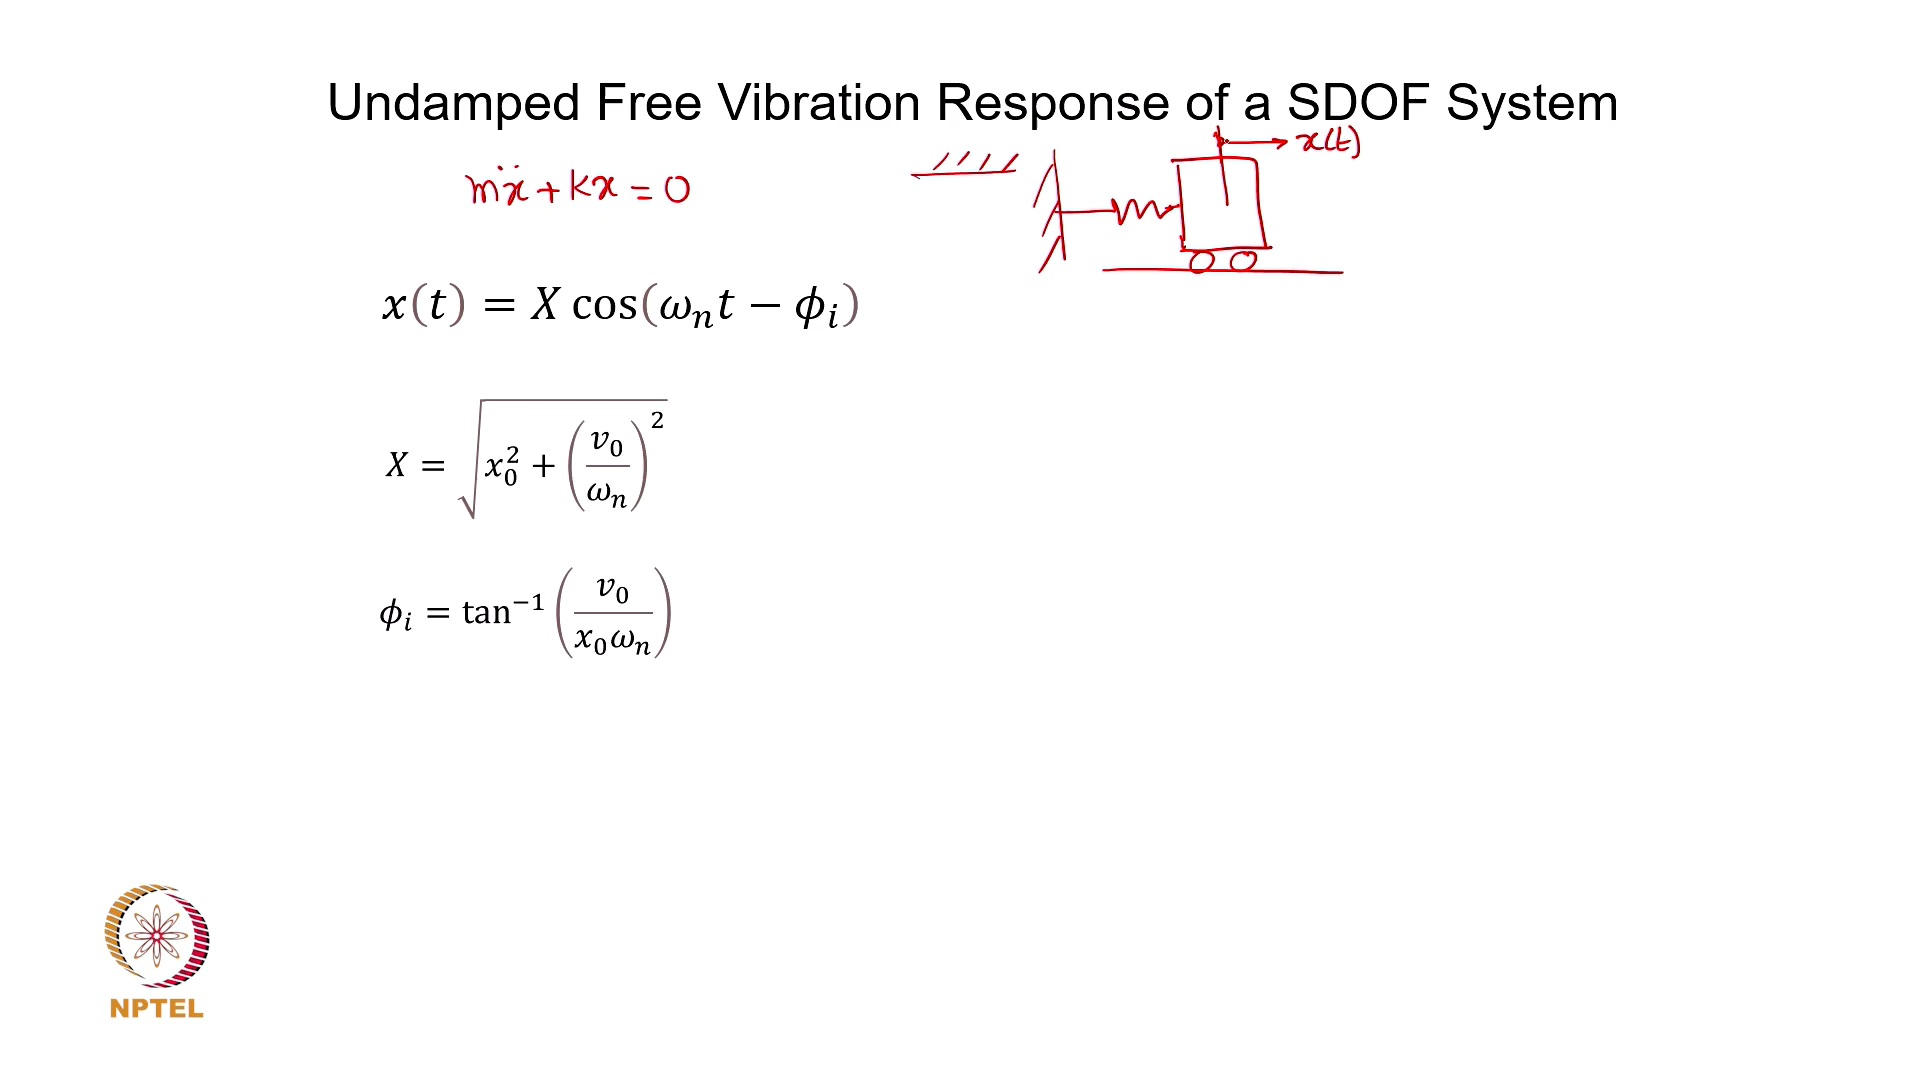 Undamped Free Vibration Response of a SDOF System
mẍ + kx = 0
x(t)
x(t) = X cos(ωₙt − ϕᵢ)
X = √(x₀² + (v₀/ωₙ)²)
ϕᵢ = tan⁻¹(v₀/(x₀ωₙ))
NPTEL